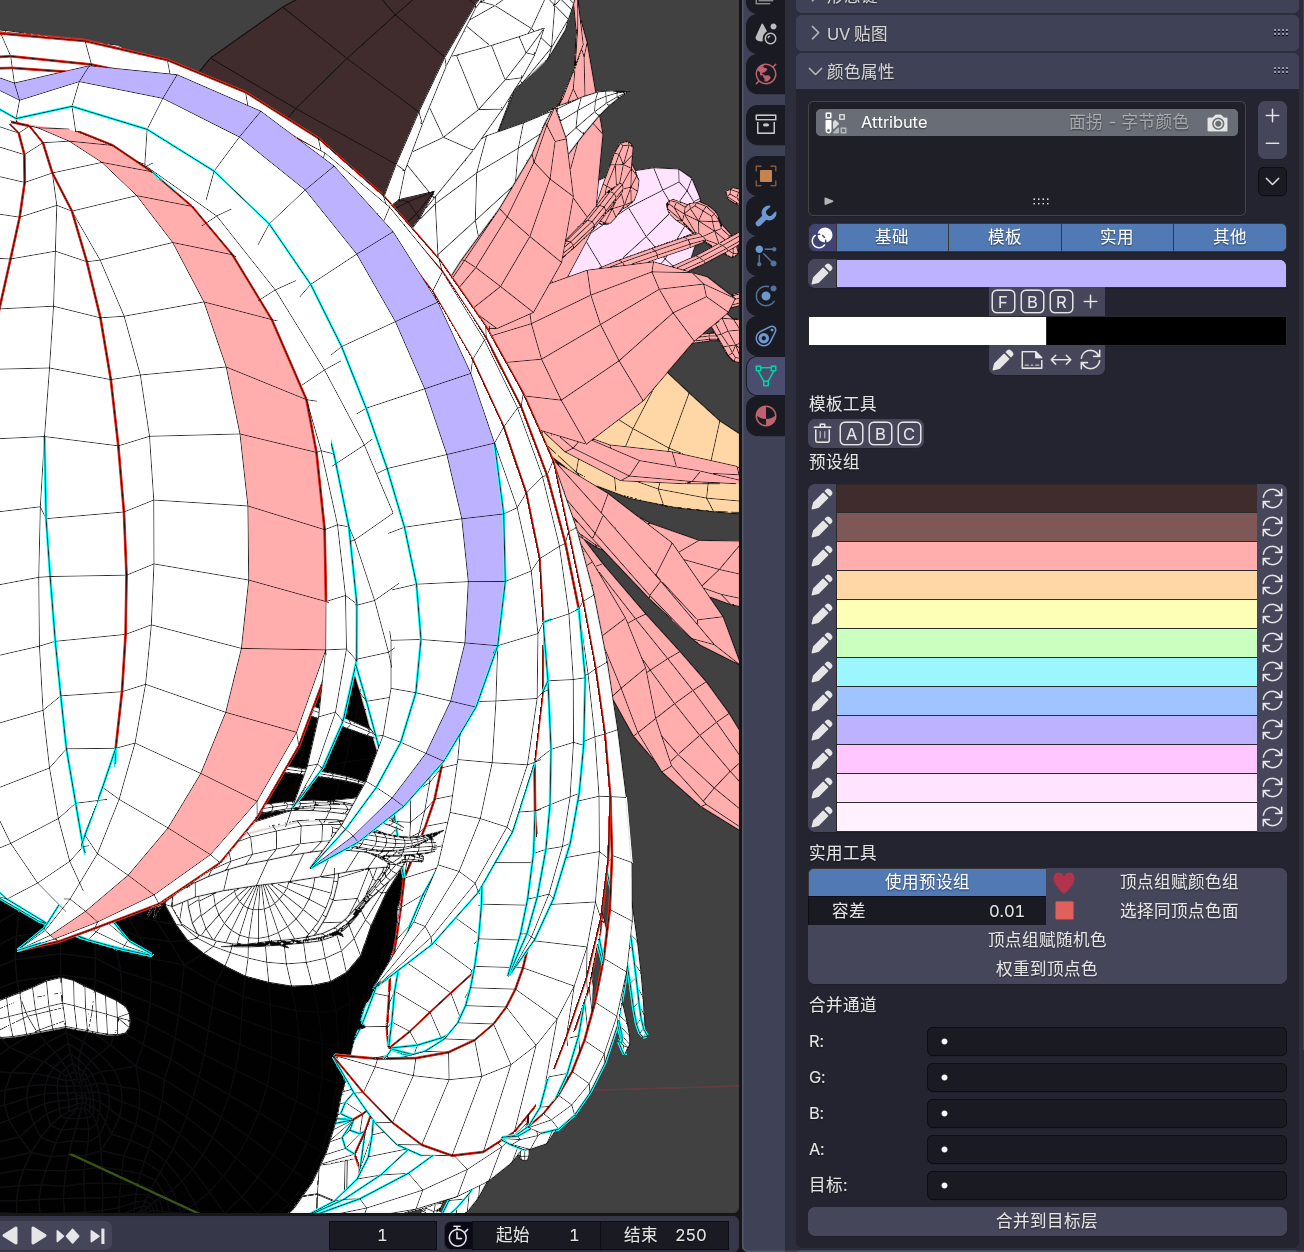 UV 贴图
颜色属性
Attribute 面拐 - 字节颜色
基础 模板 实用 其他
F B R +
模板工具
A B C
预设组
实用工具
使用预设组 顶点组赋颜色组
容差 0.01 选择同顶点色面
顶点组赋随机色
权重到顶点色
合并通道
R:
G:
B:
A:
目标:
合并到目标层
1 起始 1 结束 250